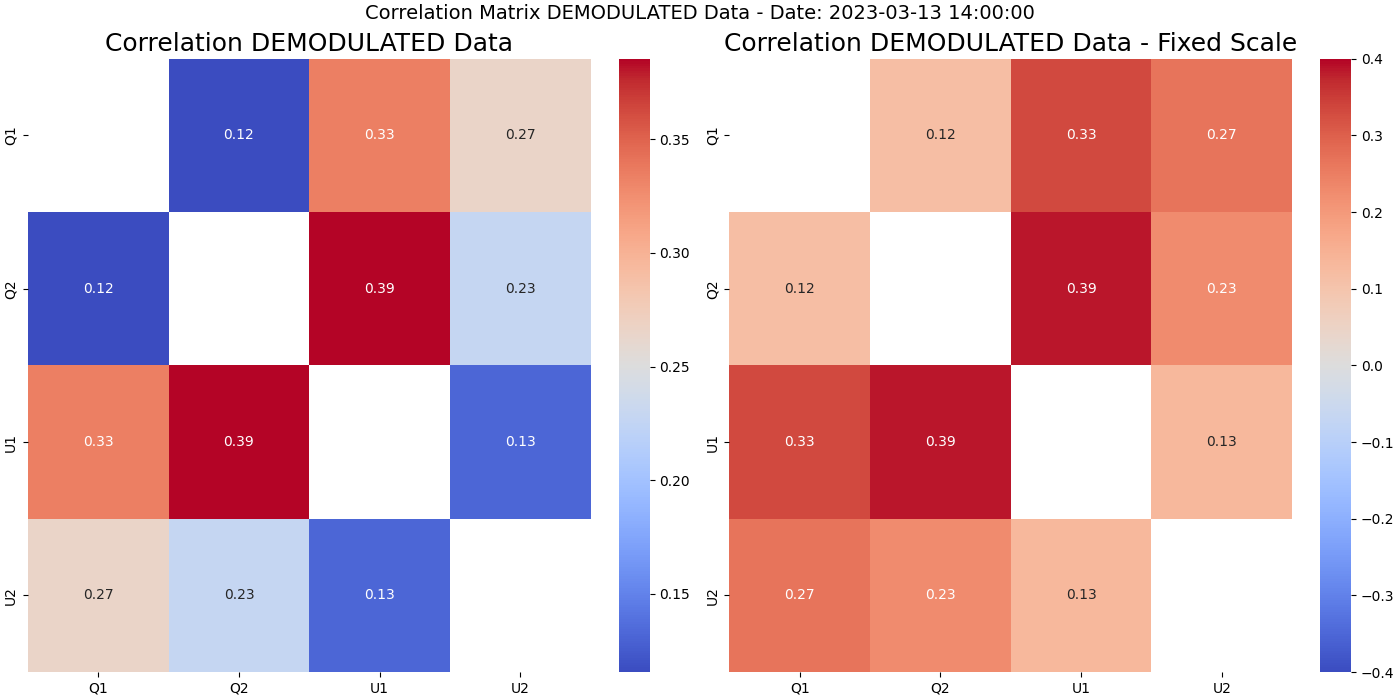 Correlation Matrix DEMODULATED Data - Date: 2023-03-13 14:00:00
Correlation DEMODULATED Data
Q1 0.12 0.33 0.27
Q2 0.12 0.39 0.23
U1 0.33 0.39 0.13
U2 0.27 0.23 0.13
Q1 Q2 U1 U2
0.35
0.30
0.25
0.20
0.15
Correlation DEMODULATED Data - Fixed Scale
Q1 0.12 0.33 0.27
Q2 0.12 0.39 0.23
U1 0.33 0.39 0.13
U2 0.27 0.23 0.13
Q1 Q2 U1 U2
0.4
0.3
0.2
0.1
0.0
−0.1
−0.2
−0.3
−0.4